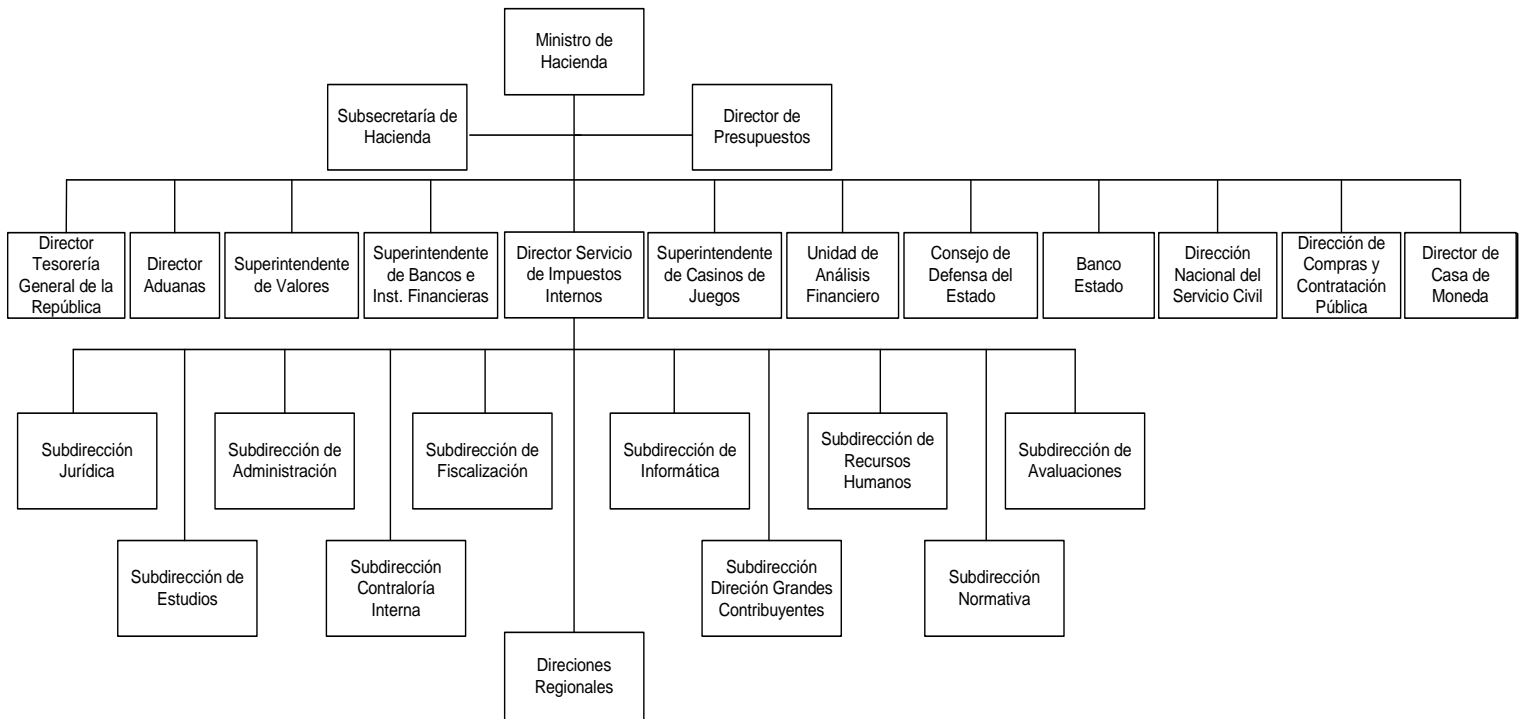 Ministro de
Hacienda
Subsecretaría de
Hacienda
Director de
Presupuestos
Director
Tesorería
General de la
República
Director
Aduanas
Superintendente
de Valores
Superintendente
de Bancos e
Inst. Financieras
Director Servicio
de Impuestos
Internos
Superintendente
de Casinos de
Juegos
Unidad de
Análisis
Financiero
Consejo de
Defensa del
Estado
Banco
Estado
Dirección
Nacional del
Servicio Civil
Dirección de
Compras y
Contratación
Pública
Director de
Casa de
Moneda
Subdirección
Jurídica
Subdirección de
Administración
Subdirección de
Fiscalización
Subdirección de
Informática
Subdirección de
Recursos
Humanos
Subdirección de
Avaluaciones
Subdirección de
Estudios
Subdirección
Contraloría
Interna
Subdirección
Direción Grandes
Contribuyentes
Subdirección
Normativa
Direciones
Regionales